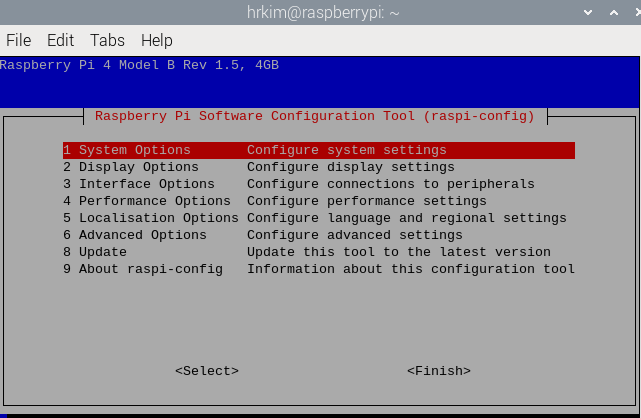 hrkim@raspberrypi: ~
File Edit Tabs Help
Raspberry Pi 4 Model B Rev 1.5, 4GB
Raspberry Pi Software Configuration Tool (raspi-config)
1 System Options Configure system settings
2 Display Options Configure display settings
3 Interface Options Configure connections to peripherals
4 Performance Options Configure performance settings
5 Localisation Options Configure language and regional settings
6 Advanced Options Configure advanced settings
8 Update Update this tool to the latest version
9 About raspi-config Information about this configuration tool
<Select> <Finish>